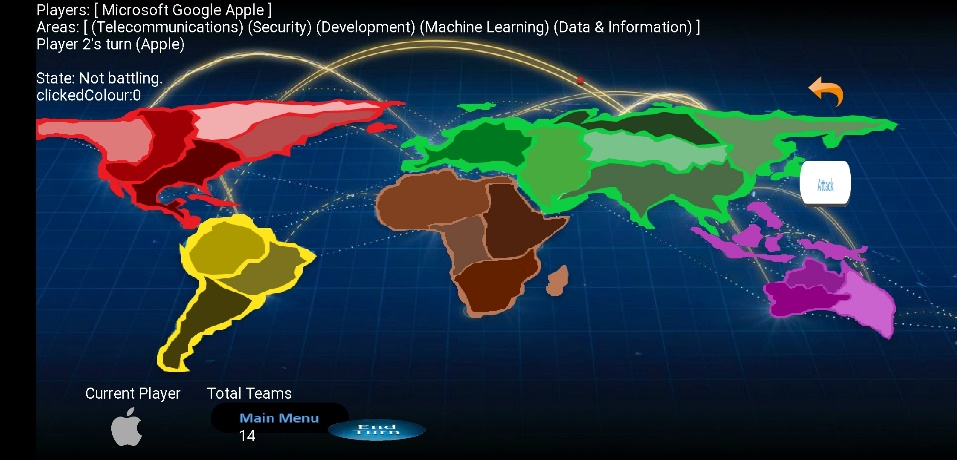 Players: [ Microsoft Google Apple ]
Areas: [ (Telecommunications) (Security) (Development) (Machine Learning) (Data & Information) ]
Player 2's turn (Apple)
State: Not battling.
clickedColour:0
Attack
Current Player
Total Teams
Main Menu
14
End
Turn